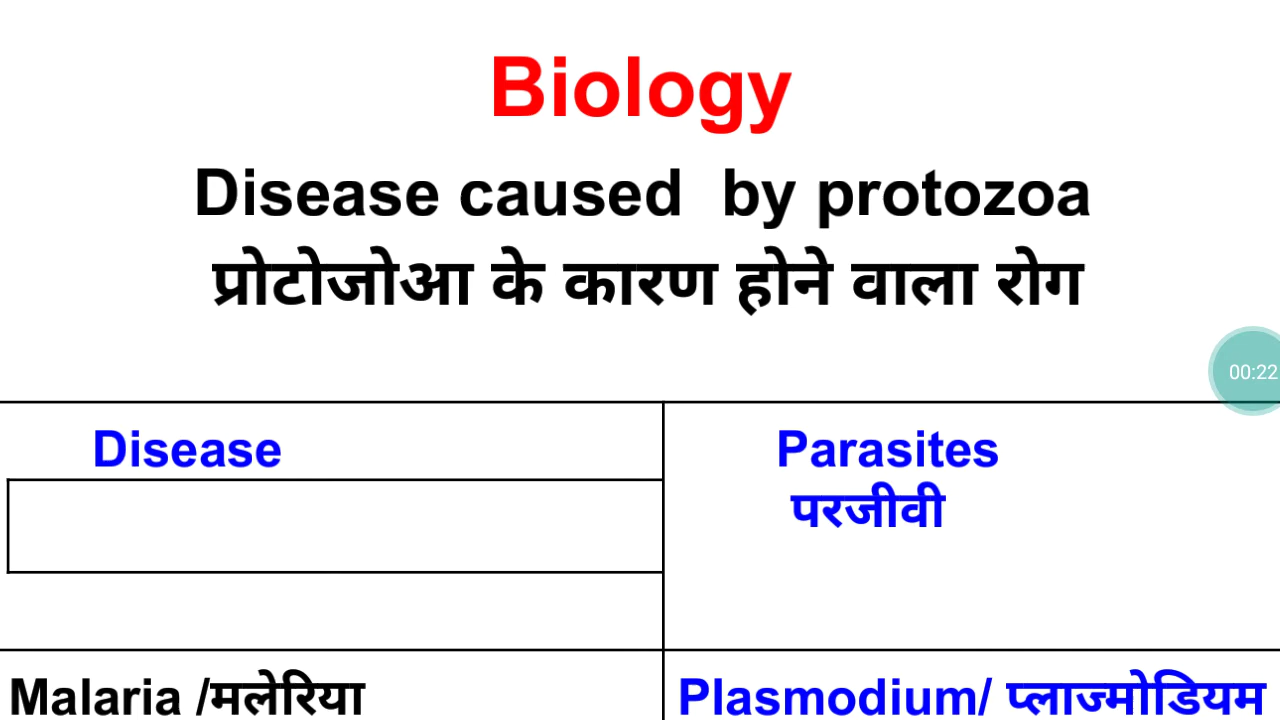 Biology
Disease caused by protozoa
प्रोटोजोआ के कारण होने वाला रोग
00:22
Disease
Parasites
परजीवी
Malaria /मलेरिया
Plasmodium/ प्लाज्मोडियम